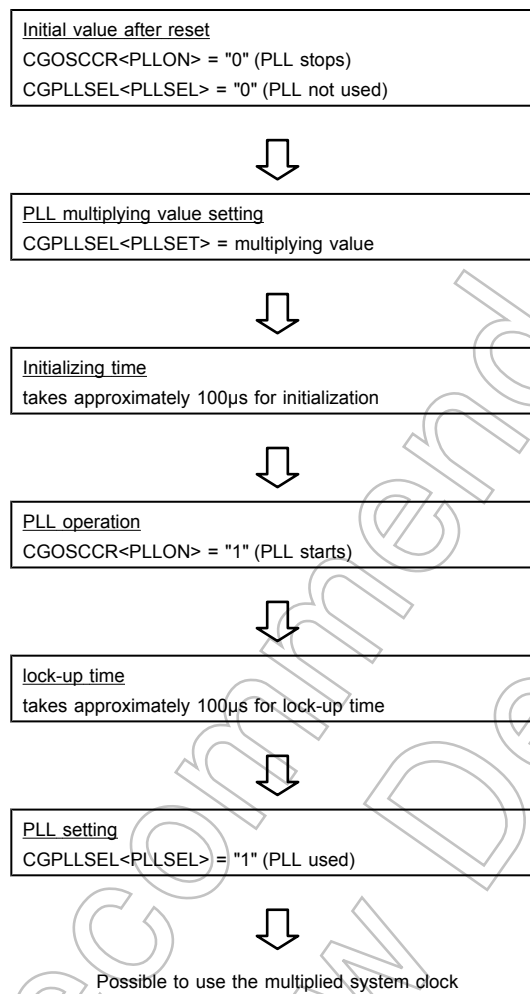 Initial value after reset
CGOSCCR<PLLON> = "0" (PLL stops)
CGPLLSEL<PLLSEL> = "0" (PLL not used)
PLL multiplying value setting
CGPLLSEL<PLLSET> = multiplying value
Initializing time
takes approximately 100μs for initialization
PLL operation
CGOSCCR<PLLON> = "1" (PLL starts)
lock-up time
takes approximately 100μs for lock-up time
PLL setting
CGPLLSEL<PLLSEL> = "1" (PLL used)
Possible to use the multiplied system clock